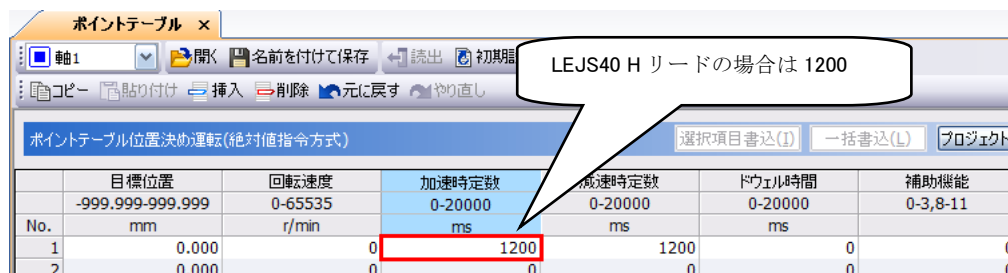 ポイントテーブル ×
軸1 開く 名前を付けて保存 読出 初期
LEJS40 H リードの場合は 1200
コピー 貼り付け 挿入 削除 元に戻す やり直し
ポイントテーブル位置決め運転(絶対値指令方式) 選択項目書込(I) 一括書込(L) プロジェクト
目標位置 回転速度 加速時定数 減速時定数 ドウェル時間 補助機能
-999.999-999.999 0-65535 0-20000 0-20000 0-20000 0-3,8-11
No. mm r/min ms ms ms
1 0.000 0 1200 1200 0 0
2 0.000 0 0 0 0